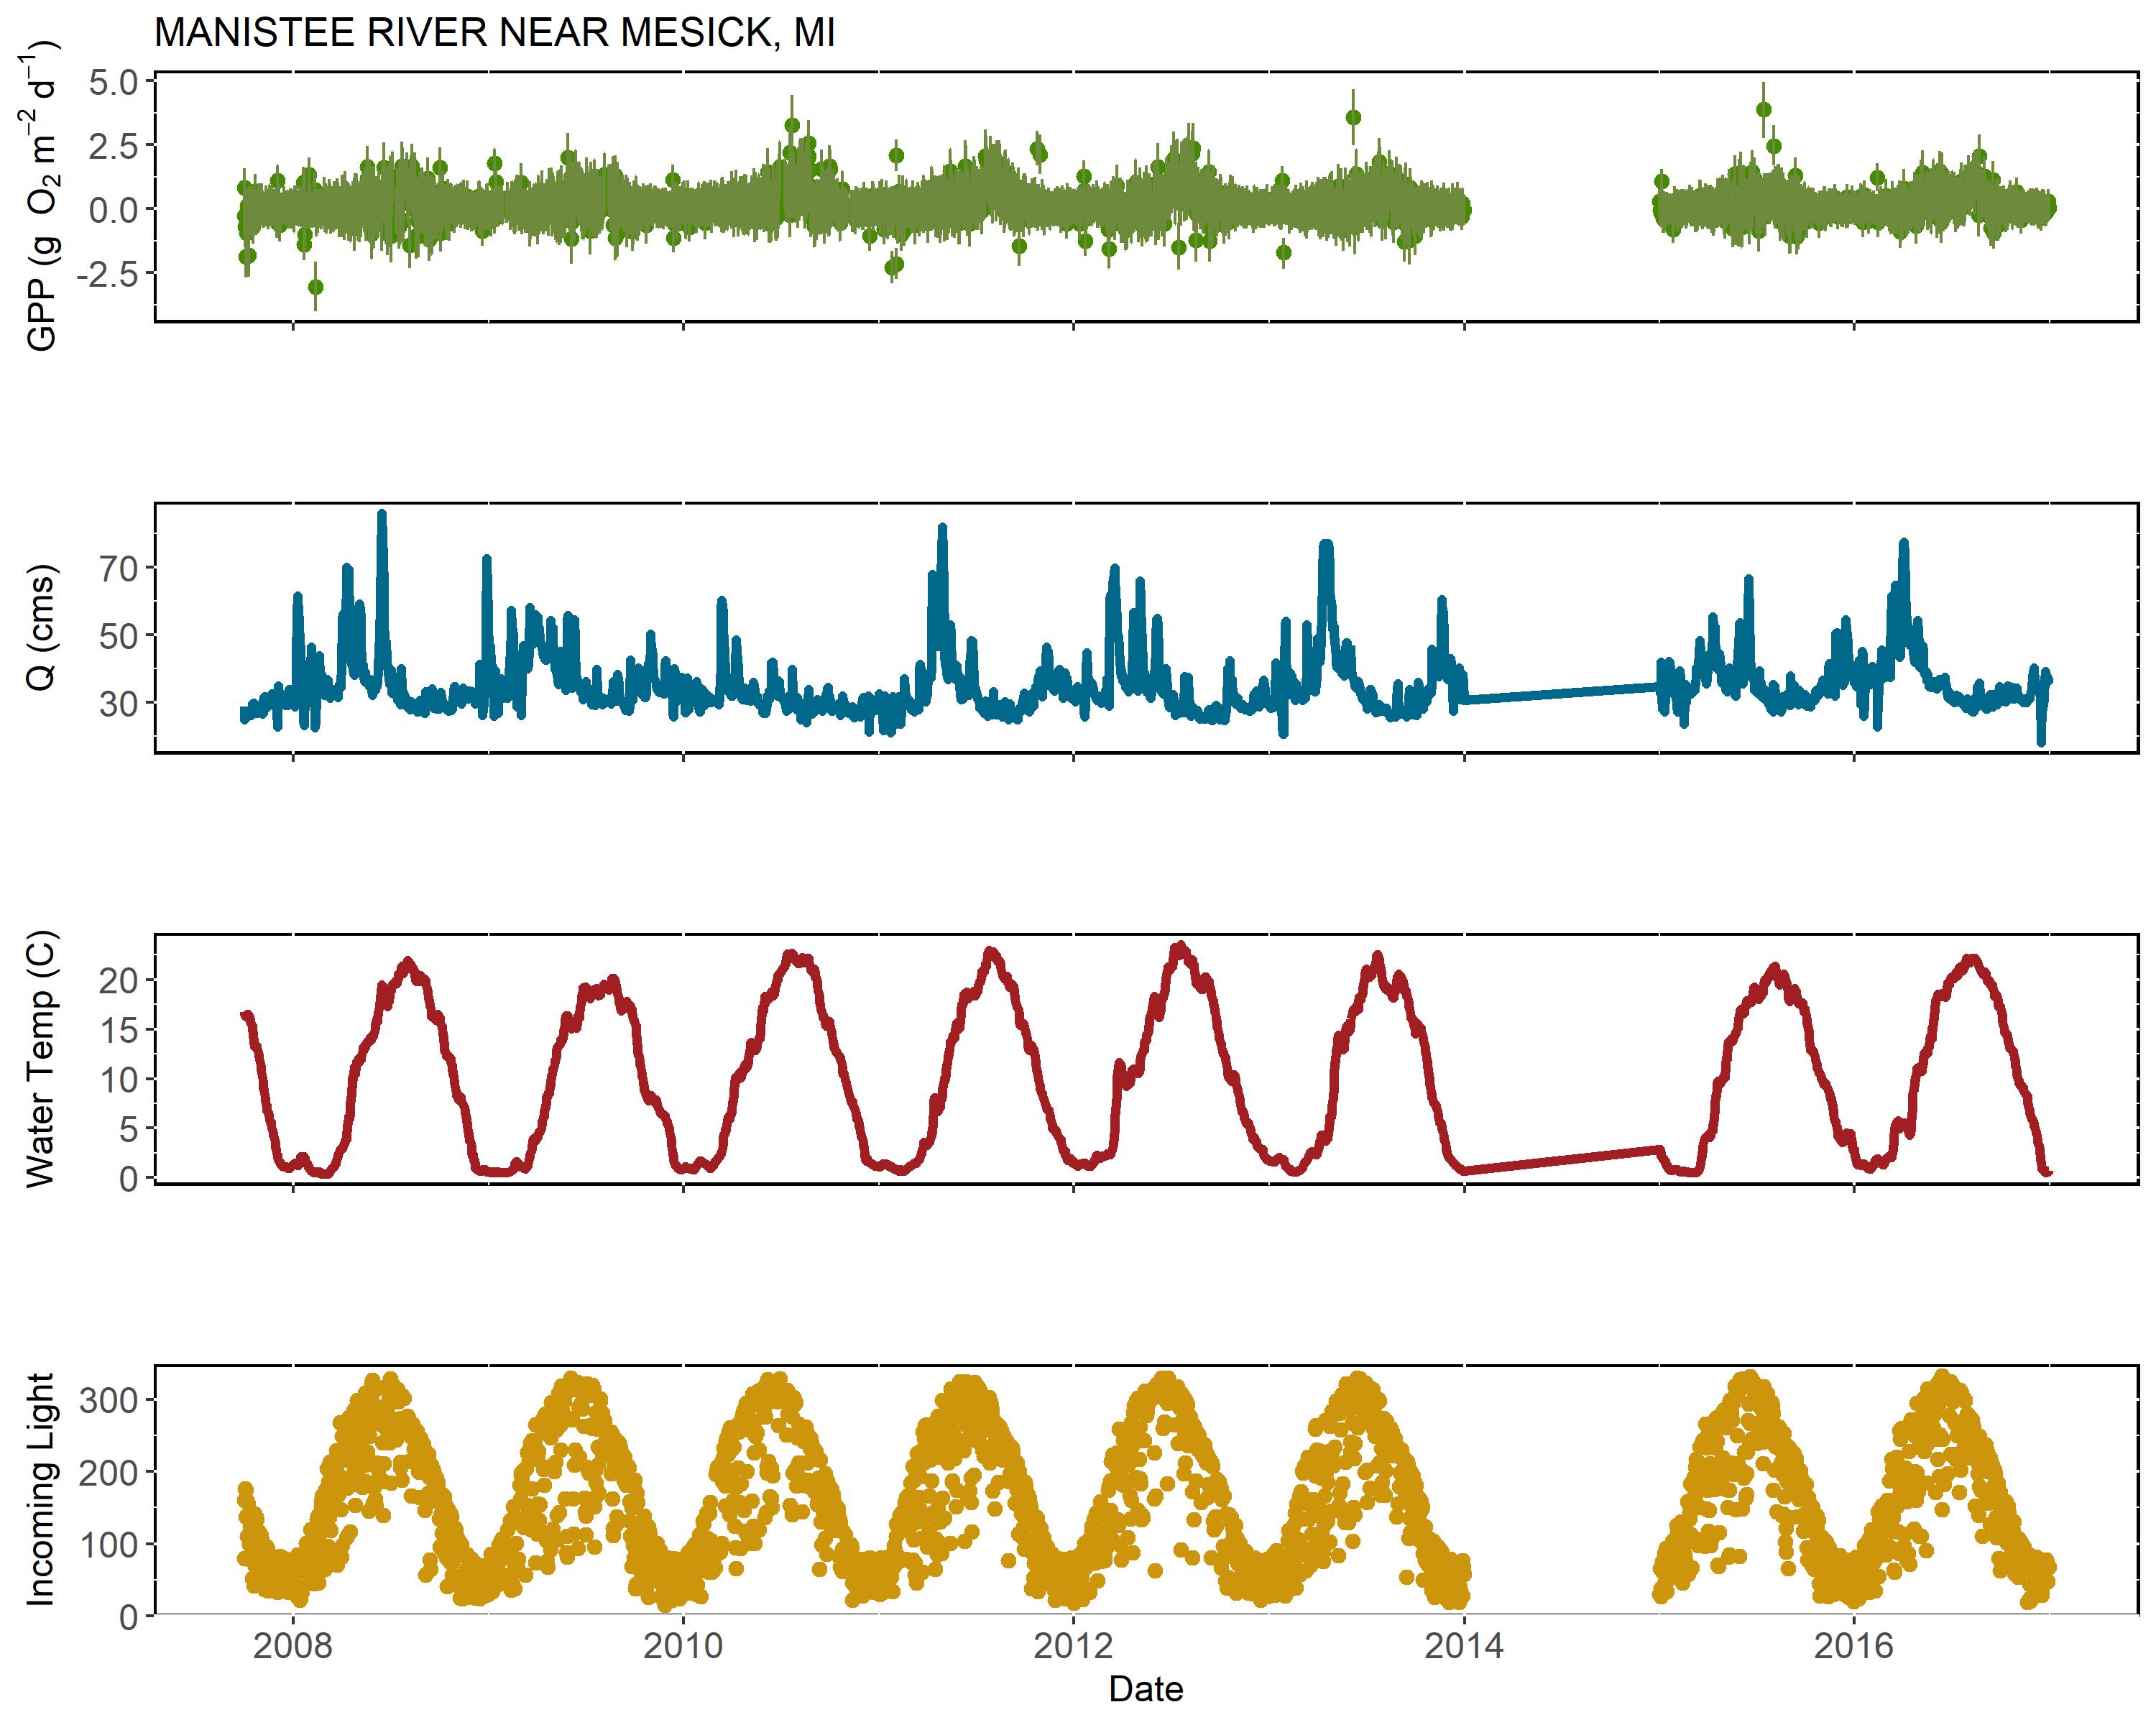 MANISTEE RIVER NEAR MESICK, MI
GPP (g O₂ m⁻² d⁻¹)
5.0
2.5
0.0
-2.5
Q (cms)
70
50
30
Water Temp (C)
20
15
10
5
0
Incoming Light
300
200
100
0
2008 2010 2012 2014 2016
Date